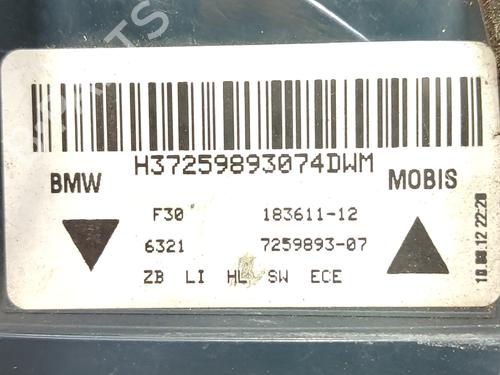 H37259893074DWM
BMW
MOBIS
F30 183611-12
6321 7259893-07
ZB LI HL SW ECE